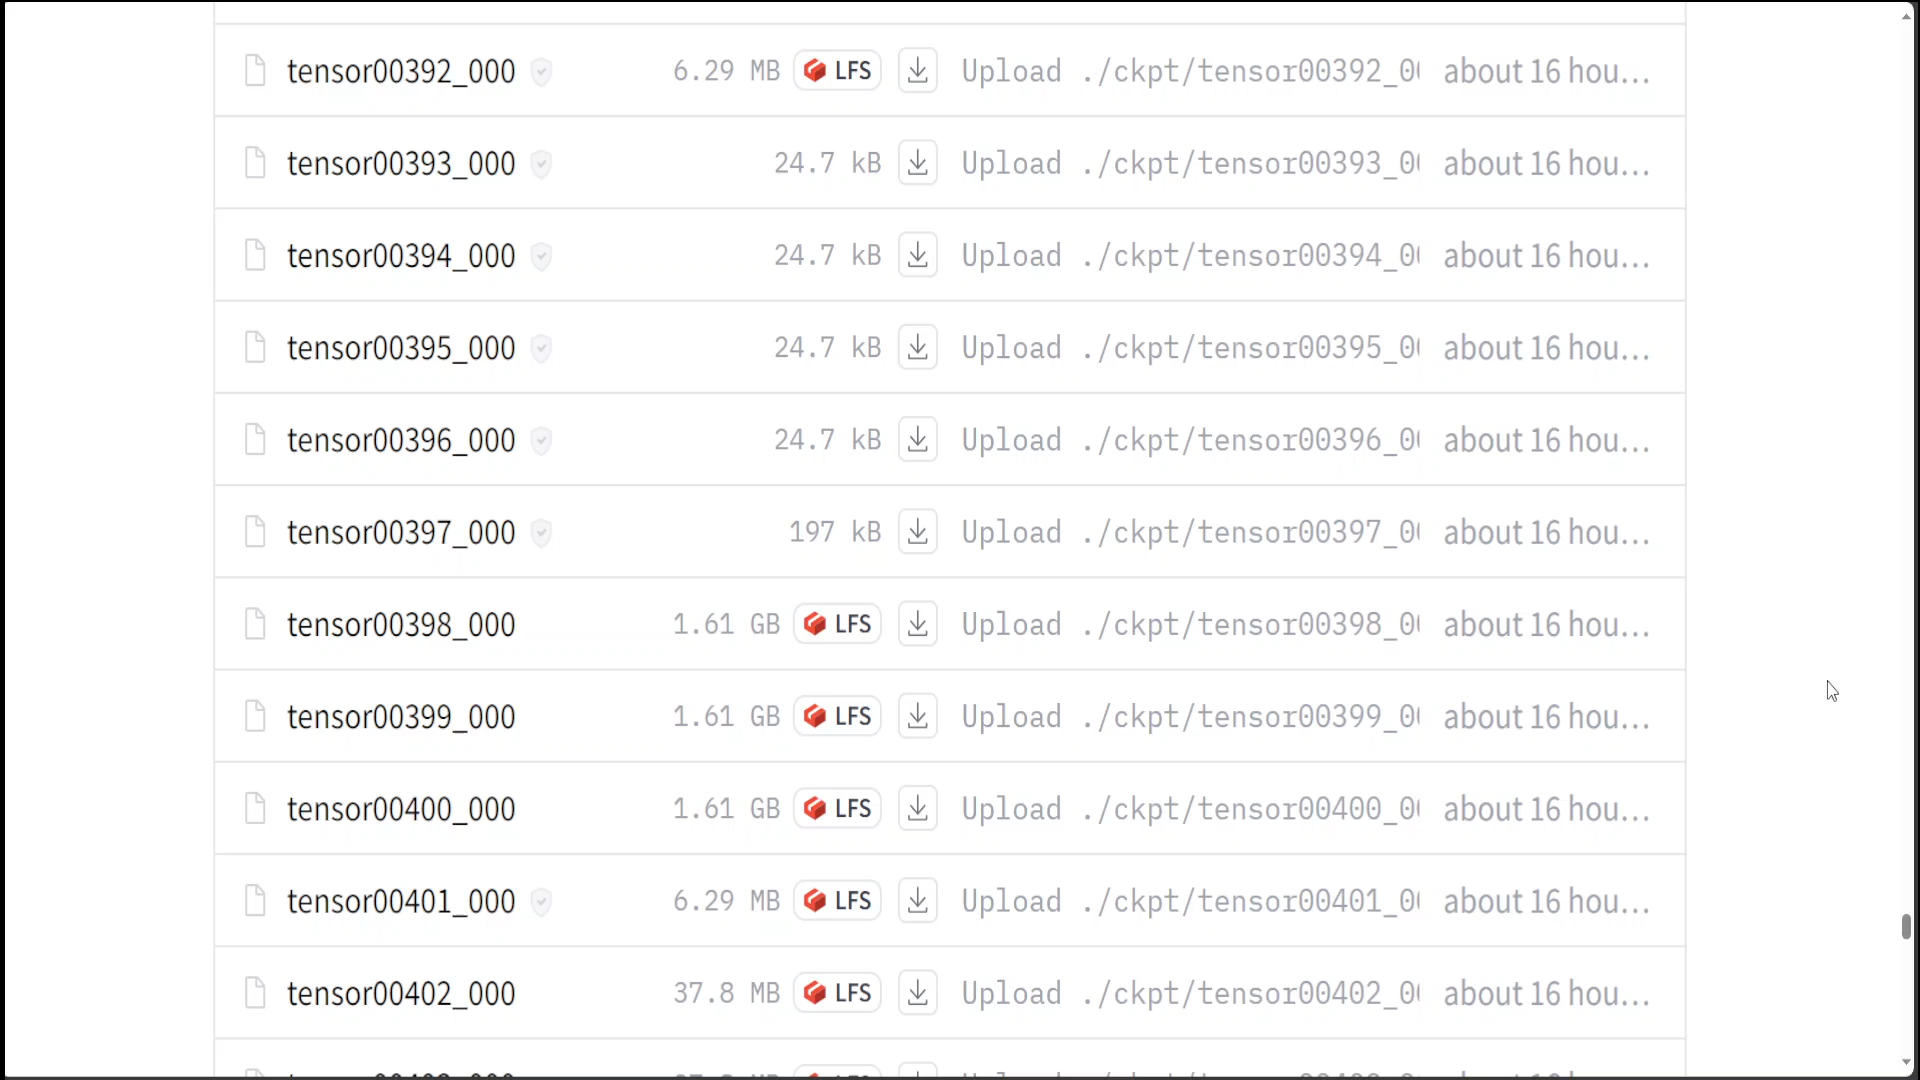 tensor00392_000 6.29 MB LFS Upload ./ckpt/tensor00392_0 about 16 hou...
tensor00393_000 24.7 kB Upload ./ckpt/tensor00393_0 about 16 hou...
tensor00394_000 24.7 kB Upload ./ckpt/tensor00394_0 about 16 hou...
tensor00395_000 24.7 kB Upload ./ckpt/tensor00395_0 about 16 hou...
tensor00396_000 24.7 kB Upload ./ckpt/tensor00396_0 about 16 hou...
tensor00397_000 197 kB Upload ./ckpt/tensor00397_0 about 16 hou...
tensor00398_000 1.61 GB LFS Upload ./ckpt/tensor00398_0 about 16 hou...
tensor00399_000 1.61 GB LFS Upload ./ckpt/tensor00399_0 about 16 hou...
tensor00400_000 1.61 GB LFS Upload ./ckpt/tensor00400_0 about 16 hou...
tensor00401_000 6.29 MB LFS Upload ./ckpt/tensor00401_0 about 16 hou...
tensor00402_000 37.8 MB LFS Upload ./ckpt/tensor00402_0 about 16 hou...